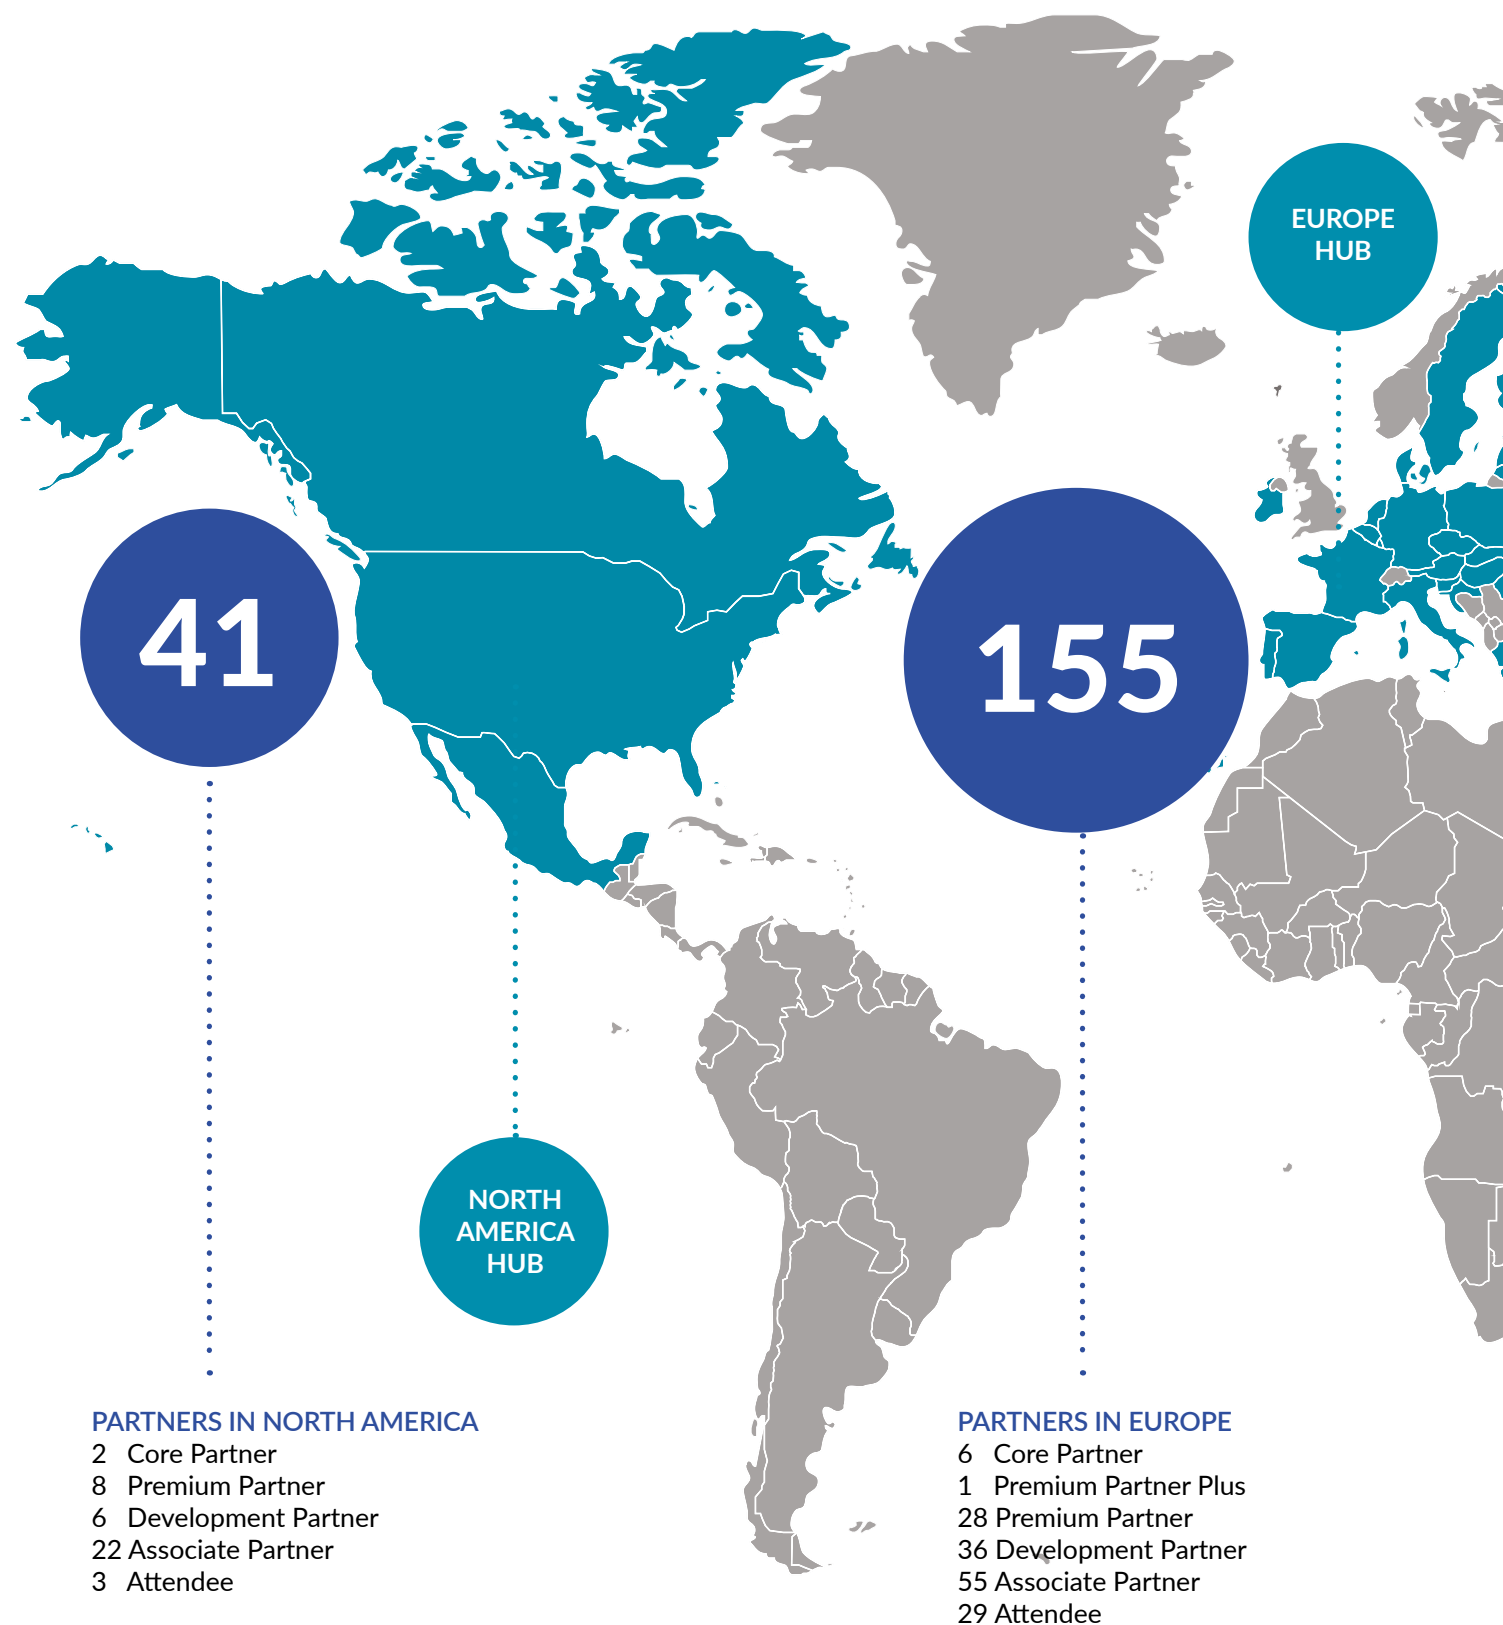 EUROPE
HUB
41
155
NORTH
AMERICA
HUB
PARTNERS IN NORTH AMERICA
2 Core Partner
8 Premium Partner
6 Development Partner
22 Associate Partner
3 Attendee
PARTNERS IN EUROPE
6 Core Partner
1 Premium Partner Plus
28 Premium Partner
36 Development Partner
55 Associate Partner
29 Attendee